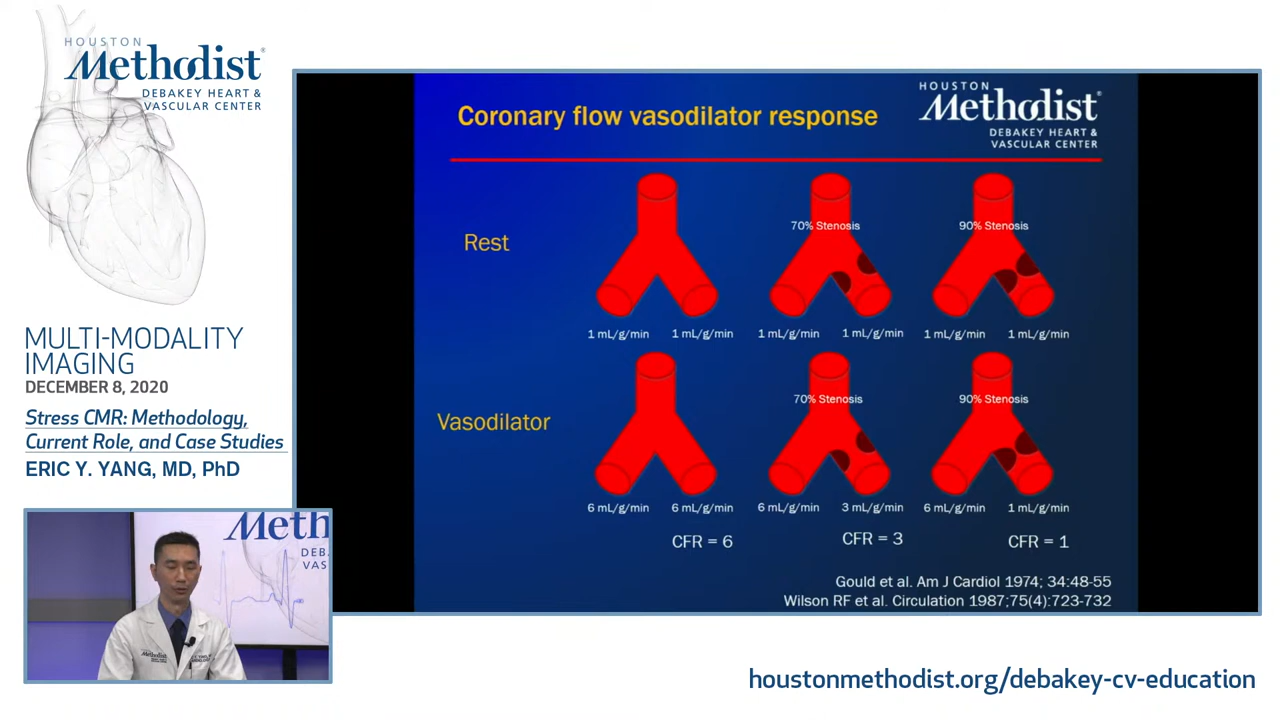 HOUSTON
Methodist®
DEBAKEY HEART &
VASCULAR CENTER
MULTI-MODALITY
IMAGING
DECEMBER 8, 2020
Stress CMR: Methodology,
Current Role, and Case Studies
ERIC Y. YANG, MD, PhD
Coronary flow vasodilator response
HOUSTON
Methodist®
DEBAKEY HEART &
VASCULAR CENTER
Rest
70% Stenosis
90% Stenosis
1 mL/g/min 1 mL/g/min 1 mL/g/min 1 mL/g/min 1 mL/g/min 1 mL/g/min
Vasodilator
70% Stenosis
90% Stenosis
6 mL/g/min 6 mL/g/min 6 mL/g/min 3 mL/g/min 6 mL/g/min 1 mL/g/min
CFR = 6
CFR = 3
CFR = 1
Gould et al. Am J Cardiol 1974; 34:48-55
Wilson RF et al. Circulation 1987;75(4):723-732
Meth
DEBA
VAS
Methodist
houstonmethodist.org/debakey-cv-education